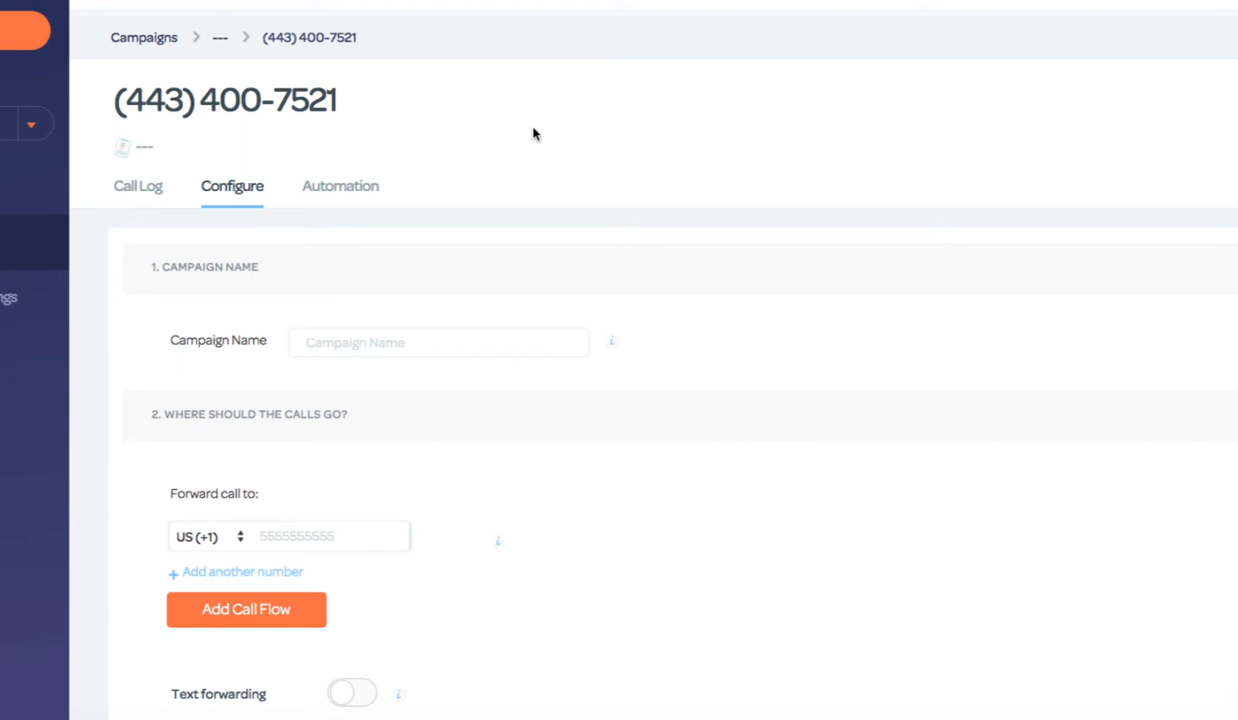 Campaigns > --- > (443) 400-7521
(443) 400-7521
---
Call Log Configure Automation
ngs
1. CAMPAIGN NAME
Campaign Name Campaign Name i
2. WHERE SHOULD THE CALLS GO?
Forward call to:
US (+1) 5555555555 i
+ Add another number
Add Call Flow
Text forwarding i